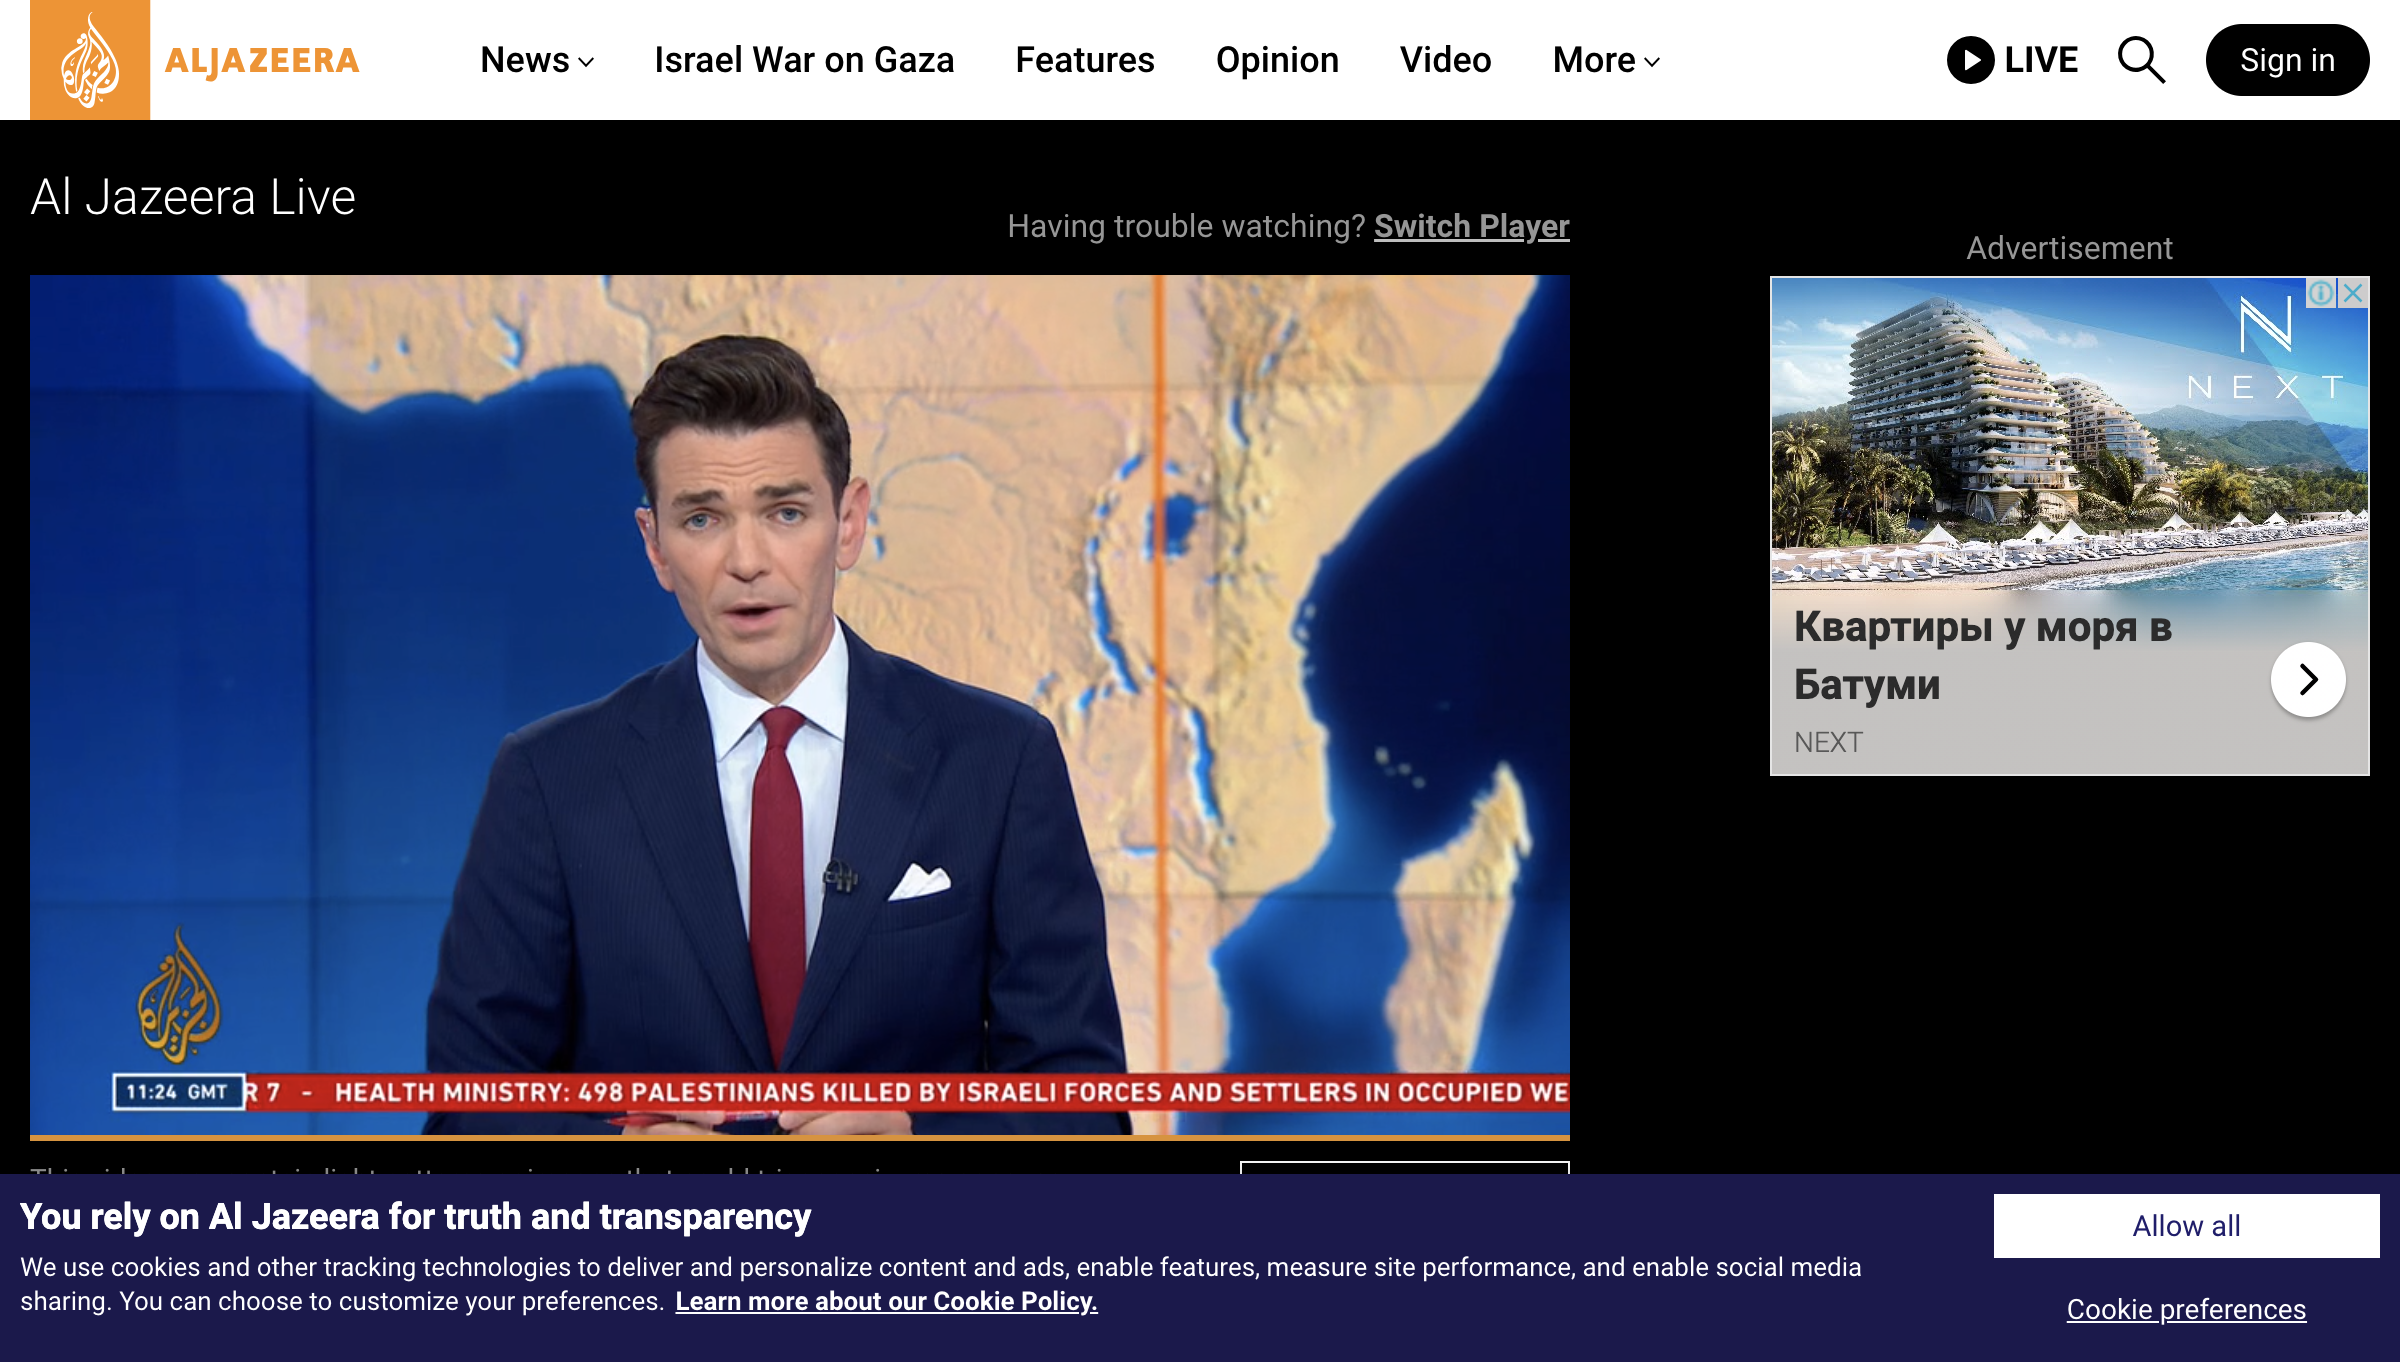 ALJAZEERA
News
Israel War on Gaza
Features
Opinion
Video
More
LIVE
Sign in
Al Jazeera Live
Having trouble watching? Switch Player
Advertisement
NEXT
Квартиры у моря в
Батуми
NEXT
11:24 GMT
R 7 - HEALTH MINISTRY: 498 PALESTINIANS KILLED BY ISRAELI FORCES AND SETTLERS IN OCCUPIED WE
You rely on Al Jazeera for truth and transparency
We use cookies and other tracking technologies to deliver and personalize content and ads, enable features, measure site performance, and enable social media
sharing. You can choose to customize your preferences. Learn more about our Cookie Policy.
Allow all
Cookie preferences